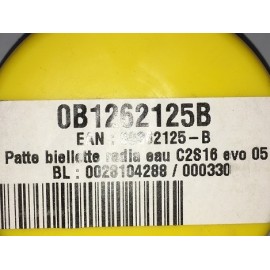 0B1262125B
EAN : 
Patte biellette radia eau C2S16 evo 05
BL : 0028104288 / 000330